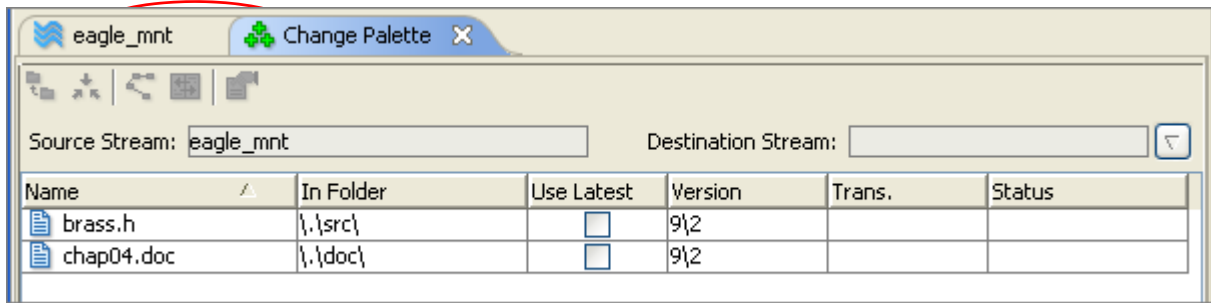 eagle_mnt Change Palette
Source Stream: eagle_mnt Destination Stream:
Name In Folder Use Latest Version Trans. Status
brass.h \.\src\ 9\2
chap04.doc \.\doc\ 9\2